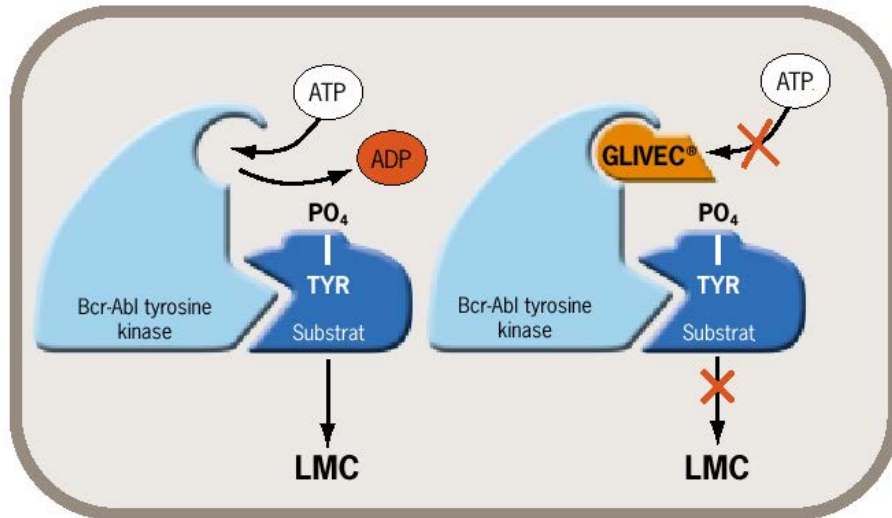 ATP
ADP
PO₄
TYR
Bcr-Abl tyrosine
kinase
Substrat
LMC
ATP
GLIVEC®
PO₄
TYR
Bcr-Abl tyrosine
kinase
Substrat
LMC